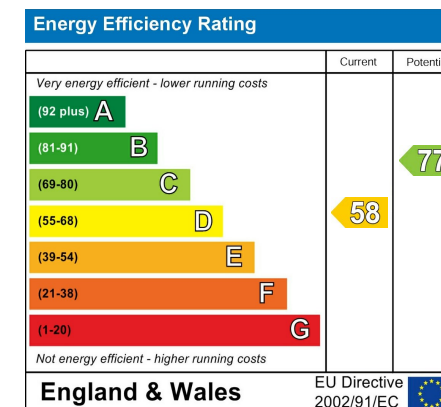 Energy Efficiency Rating
Current Potenti
Very energy efficient - lower running costs
(92 plus) A
(81-91) B
(69-80) C
(55-68) D
(39-54) E
(21-38) F
(1-20) G
58
77
Not energy efficient - higher running costs
England & Wales
EU Directive
2002/91/EC